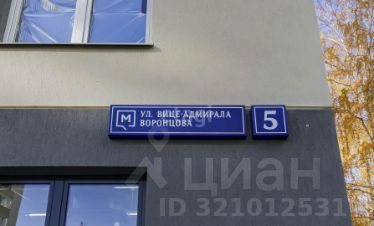 М УЛ. ВИЦЕ-АДМИРАЛА
ВОРОНЦОВА
5
циан
ID 321012531